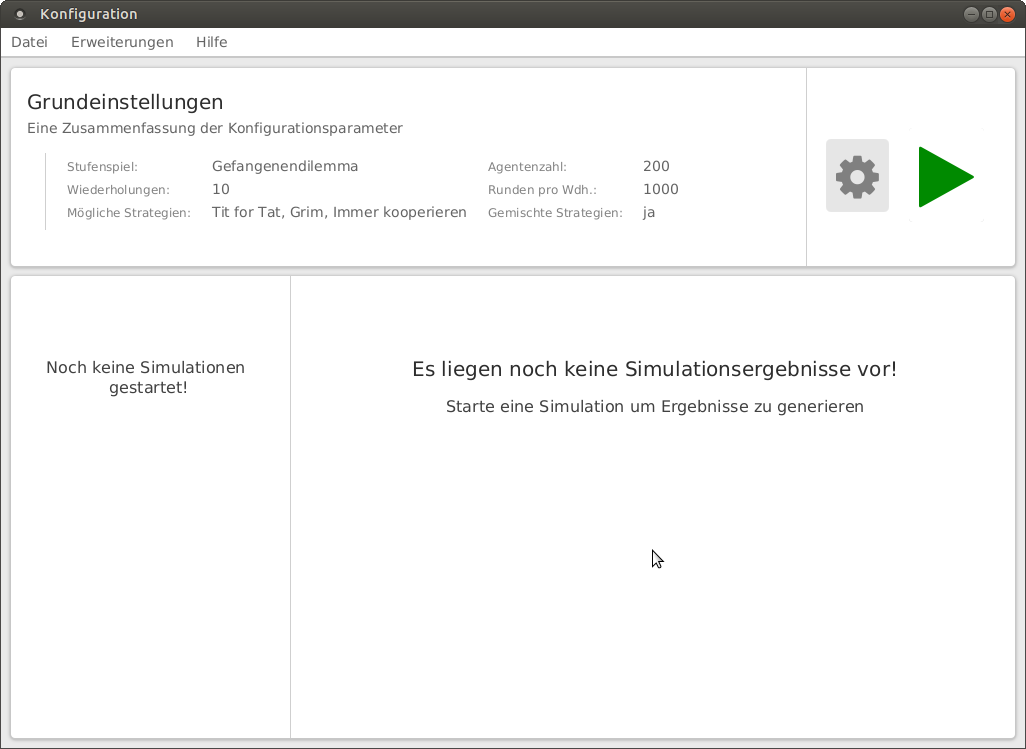 Konfiguration
Datei Erweiterungen Hilfe
Grundeinstellungen
Eine Zusammenfassung der Konfigurationsparameter
Stufenspiel: Gefangenendilemma Agentenzahl: 200
Wiederholungen: 10 Runden pro Wdh.: 1000
Mögliche Strategien: Tit for Tat, Grim, Immer kooperieren Gemischte Strategien: ja
Noch keine Simulationen
gestartet!
Es liegen noch keine Simulationsergebnisse vor!
Starte eine Simulation um Ergebnisse zu generieren